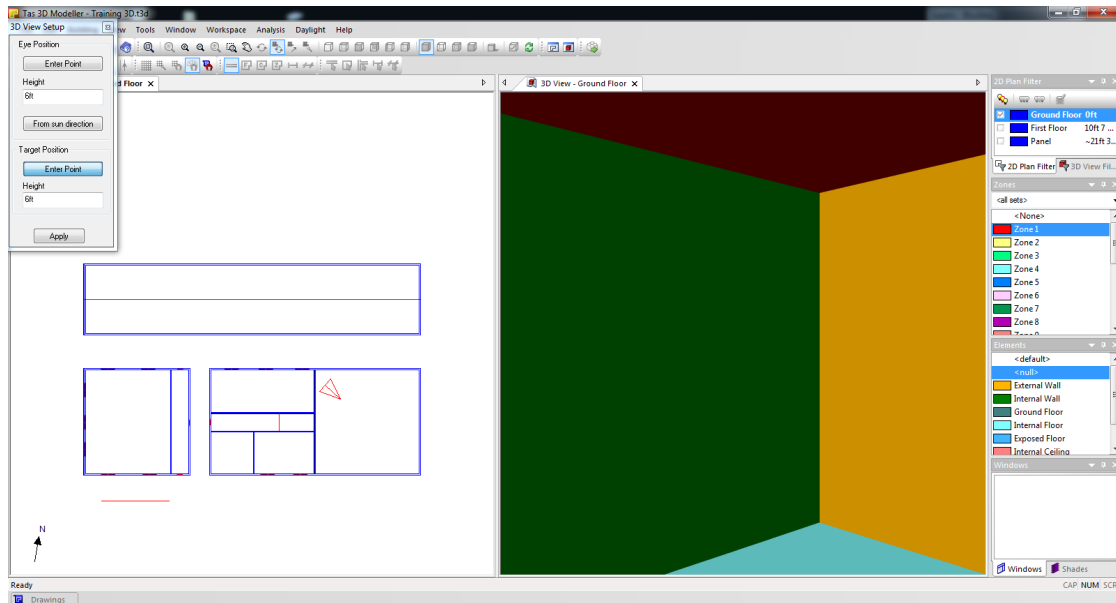 Tas 3D Modeller - Training 3D.t3d
3D View Setup
Tools Window Workspace Analysis Daylight Help
Eye Position
Enter Point
Height
6ft
From sun direction
Target Position
Enter Point
Height
6ft
Apply
Floor
3D View - Ground Floor
2D Plan Filter
Ground Floor 0ft
First Floor 10ft 7 ...
Panel ~21ft 3...
2D Plan Filter 3D View Fil...
Zones
<all sets>
<None>
Zone 1
Zone 2
Zone 3
Zone 4
Zone 5
Zone 6
Zone 7
Zone 8
Elements
<default>
<null>
External Wall
Internal Wall
Ground Floor
Internal Floor
Exposed Floor
Internal Ceiling
Windows
N
Windows Shades
Ready
CAP NUM SCR
Drawings